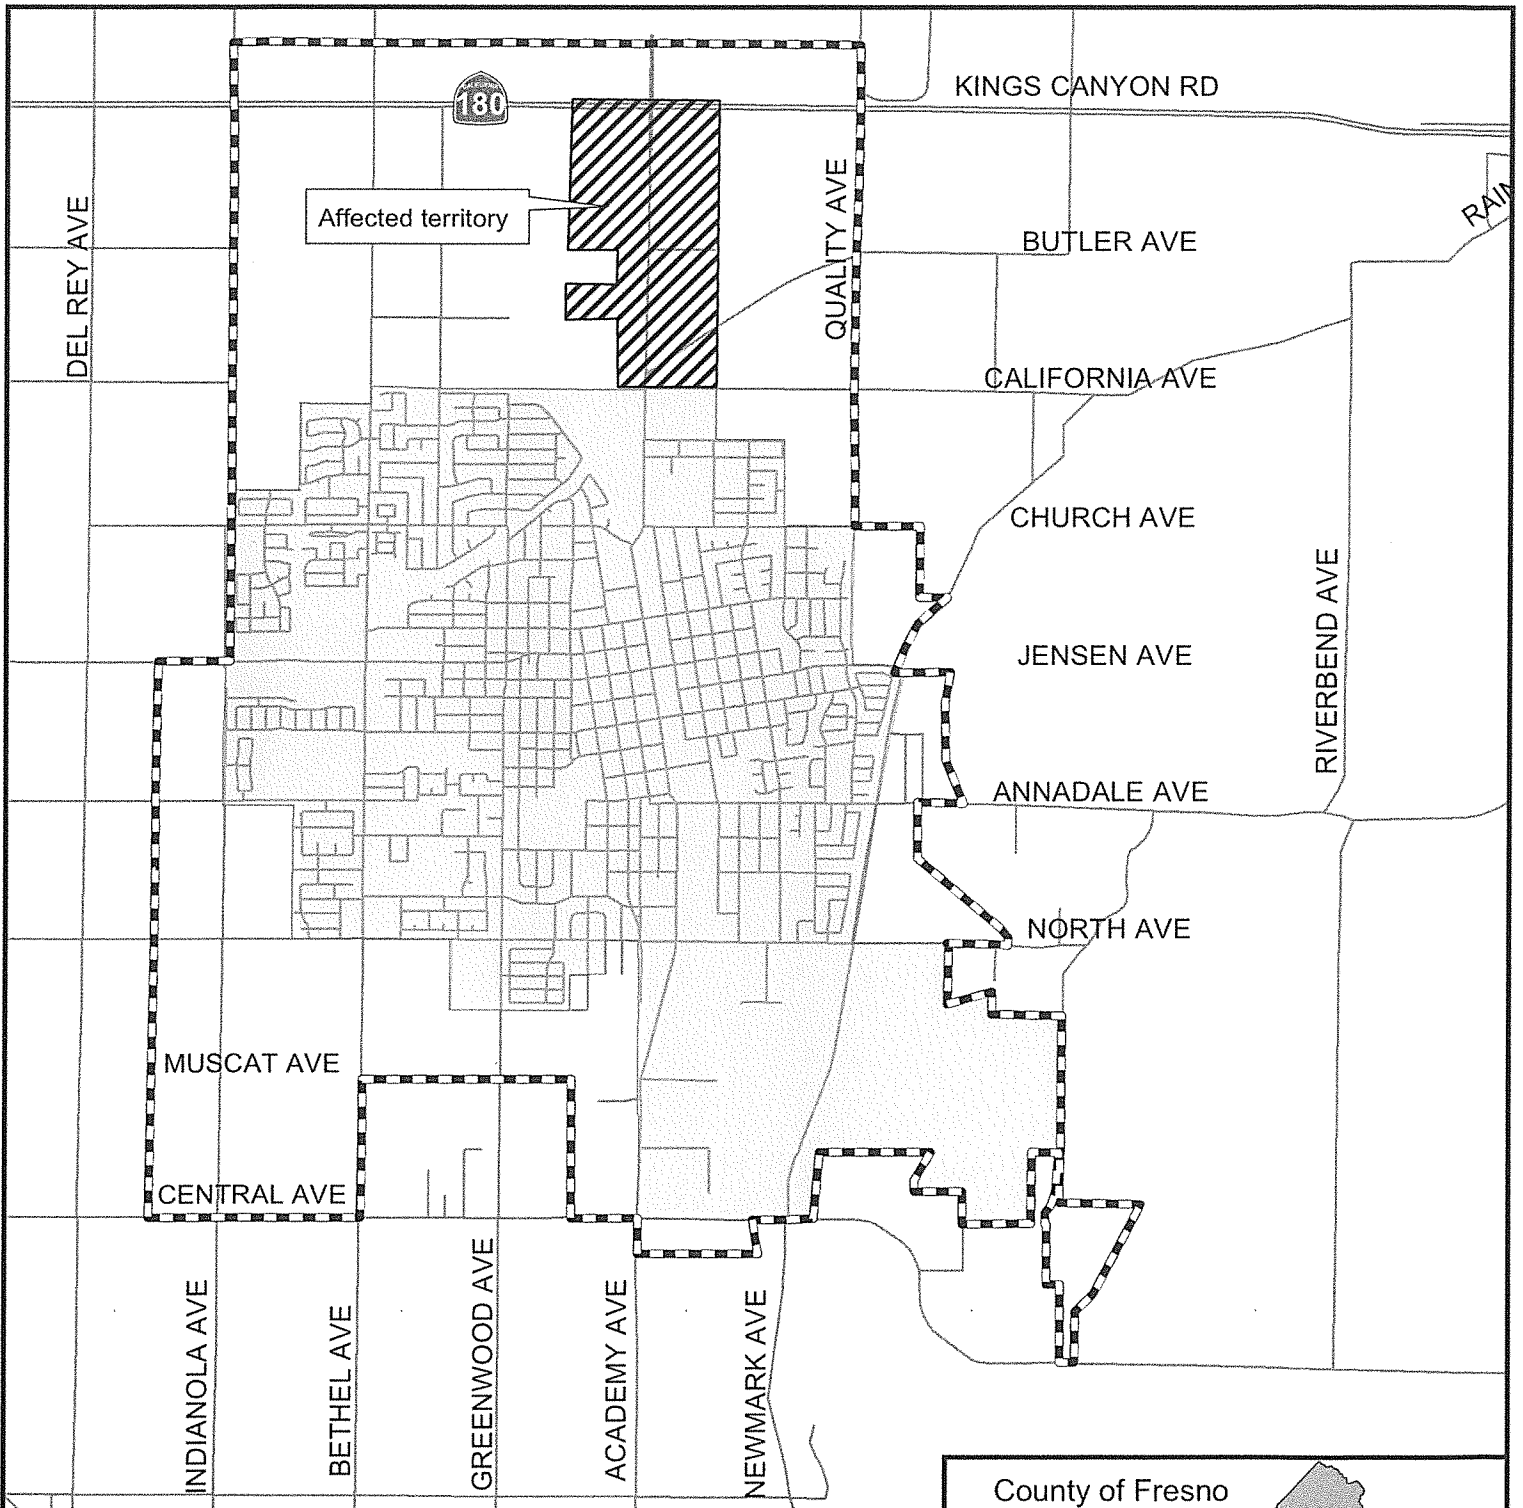 KINGS CANYON RD
180
Affected territory
DEL REY AVE
QUALITY AVE
BUTLER AVE
CALIFORNIA AVE
CHURCH AVE
JENSEN AVE
RIVERBEND AVE
ANNADALE AVE
NORTH AVE
MUSCAT AVE
CENTRAL AVE
INDIANOLA AVE
BETHEL AVE
GREENWOOD AVE
ACADEMY AVE
NEWMARK AVE
County of Fresno